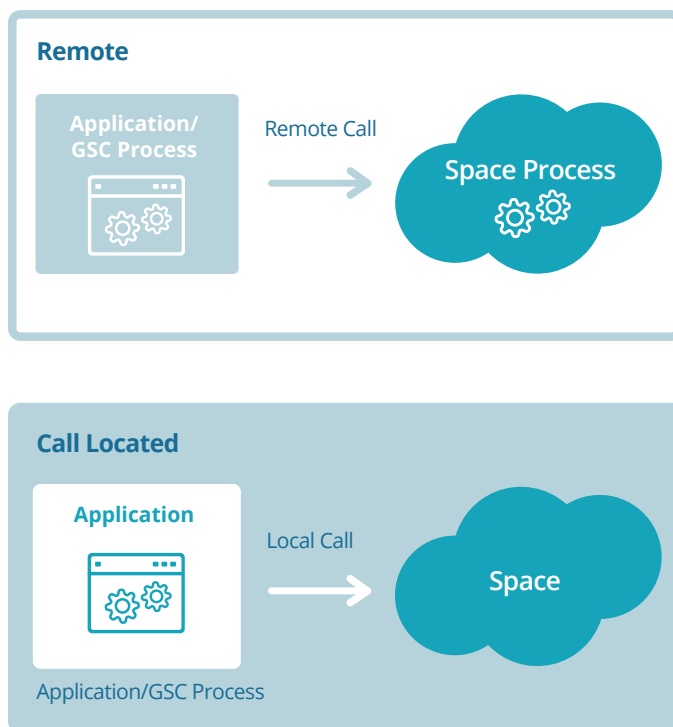 Remote
Application/
GSC Process
Remote Call
Space Process
Call Located
Application
Local Call
Space
Application/GSC Process